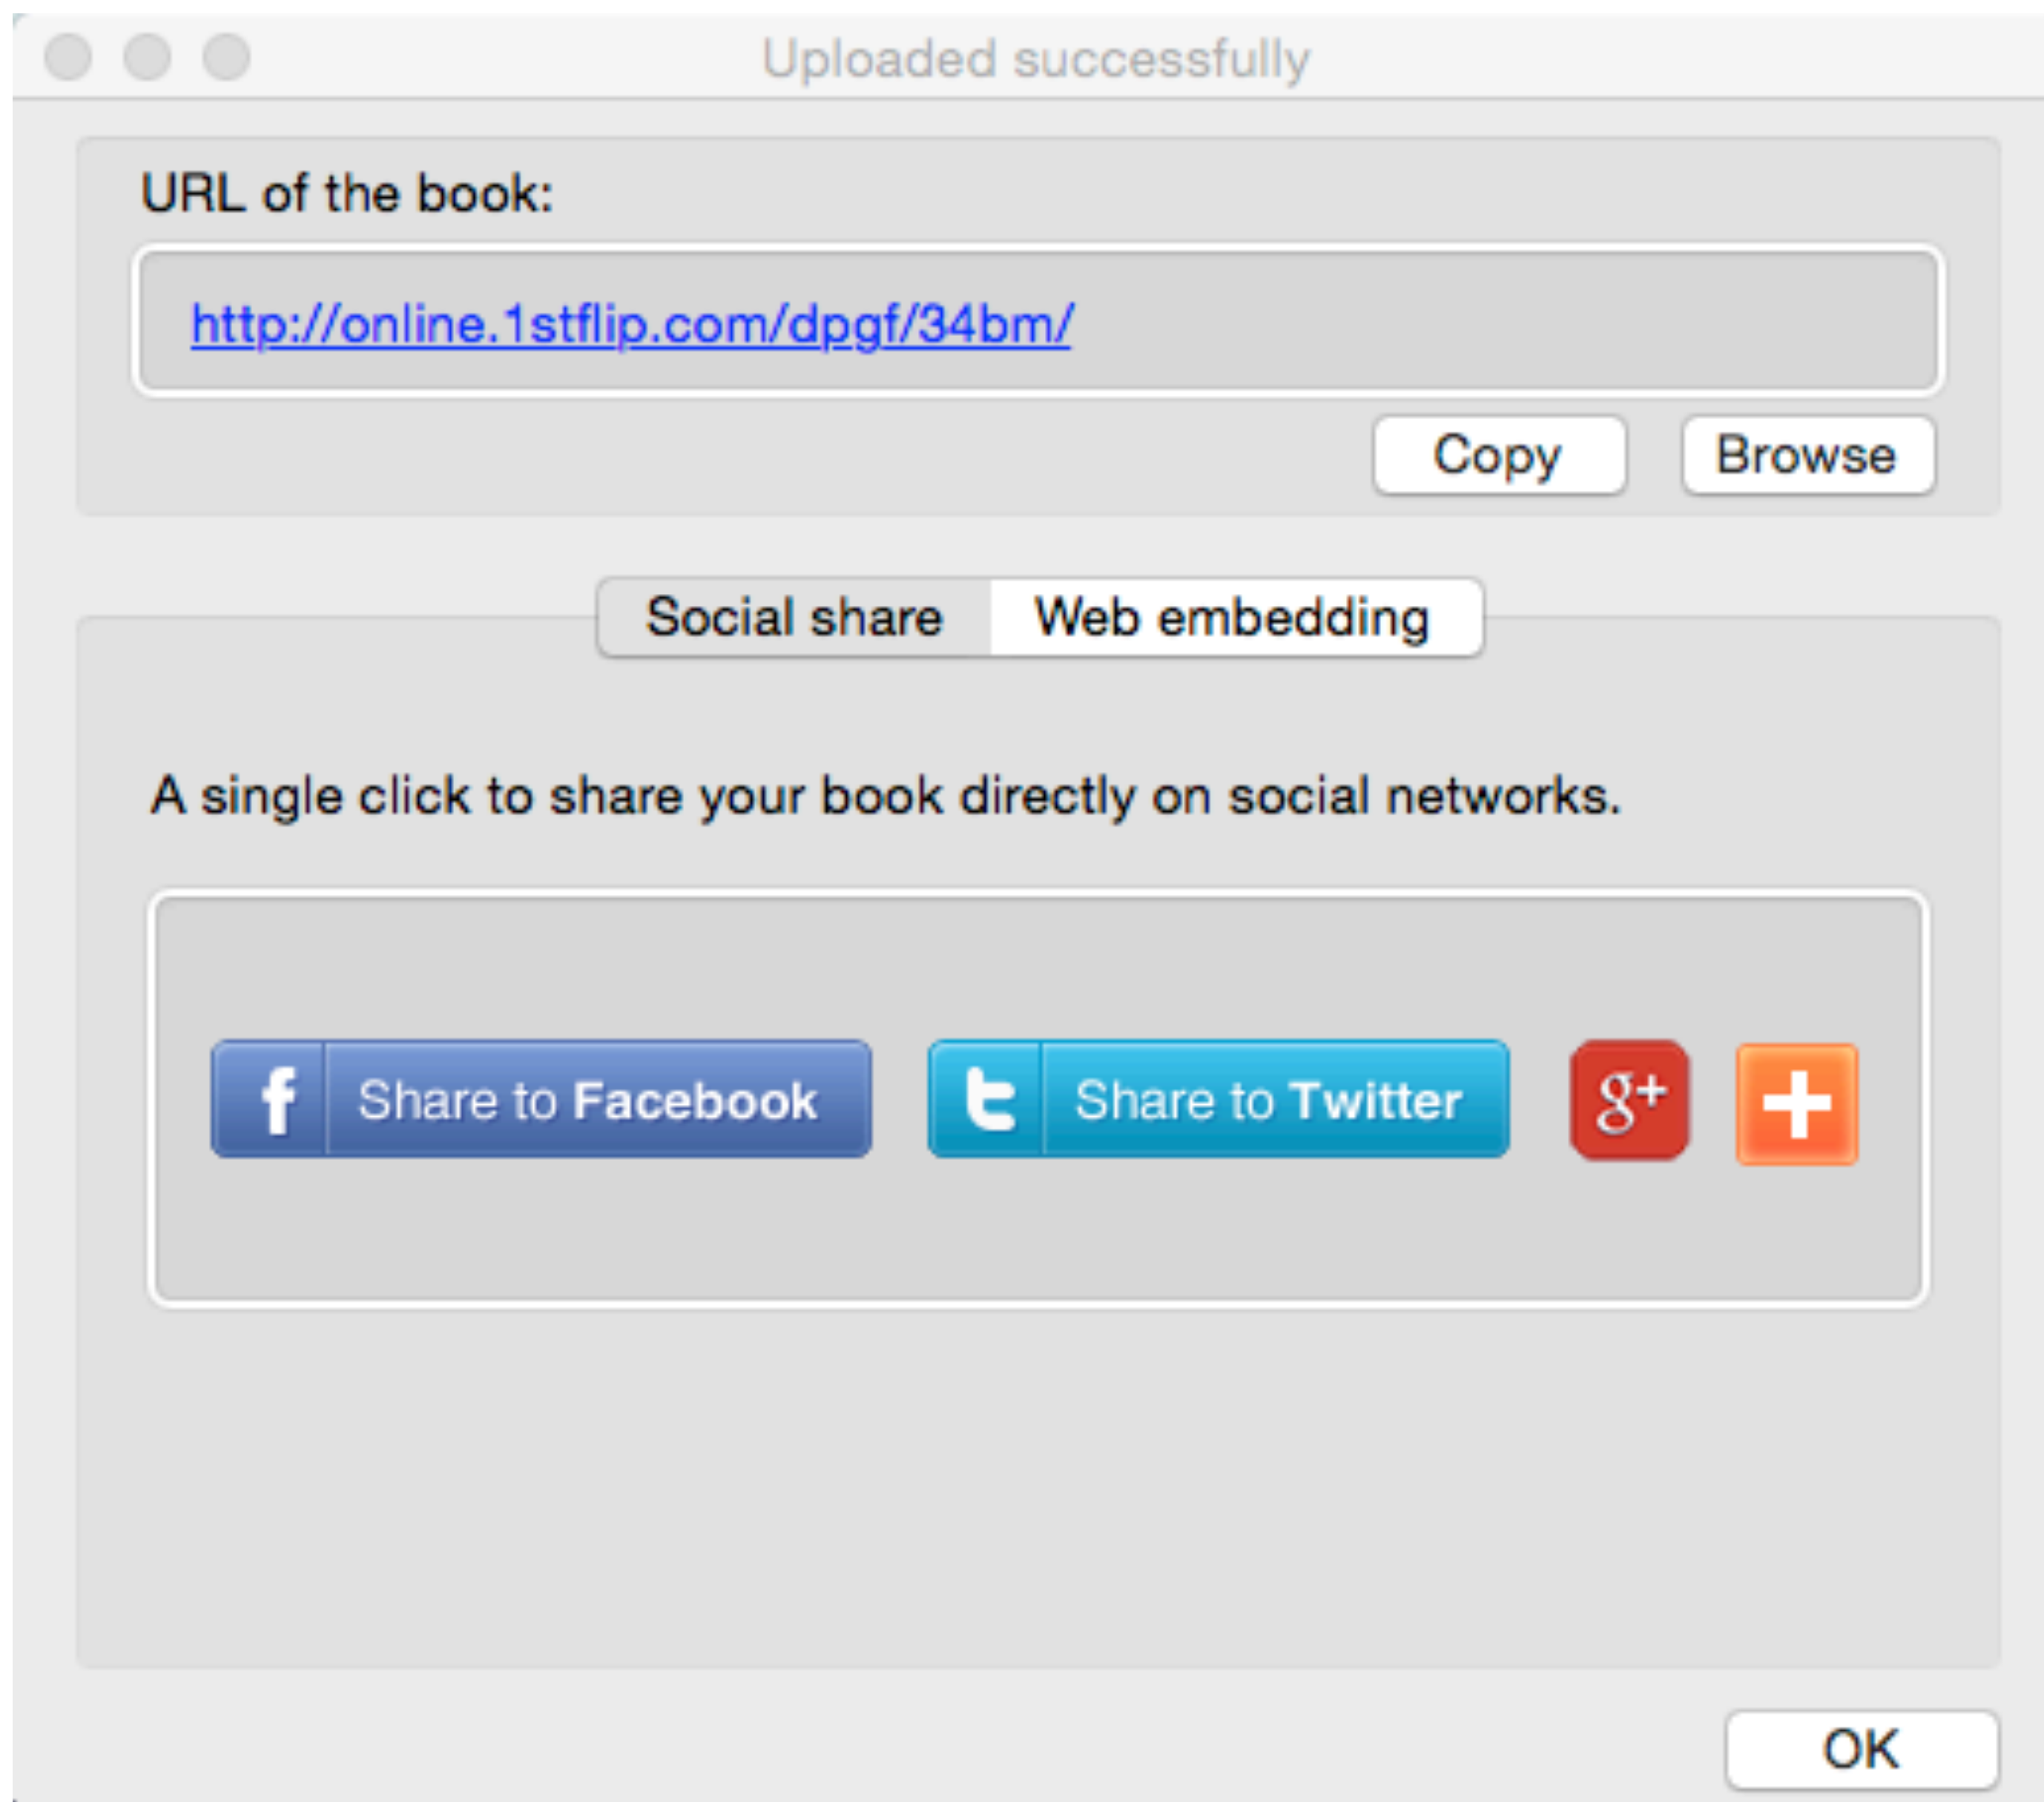 Uploaded successfully
URL of the book:
http://online.1stflip.com/dpgf/34bm/
Copy Browse
Social share Web embedding
A single click to share your book directly on social networks.
f Share to Facebook t Share to Twitter g+ +
OK